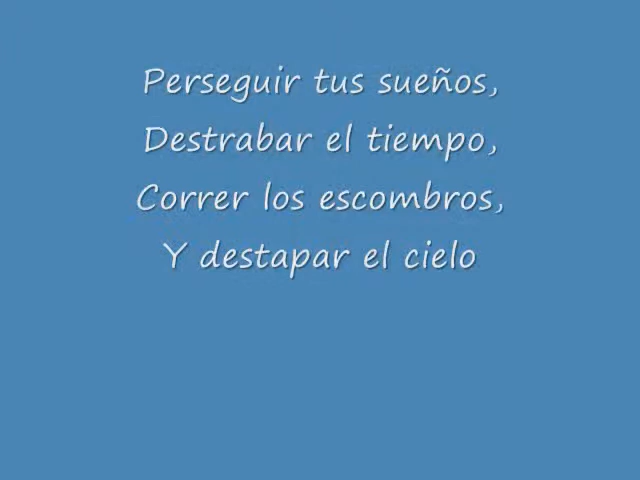 Perseguir tus sueños,
Destrabar el tiempo,
Correr los escombros,
Y destapar el cielo